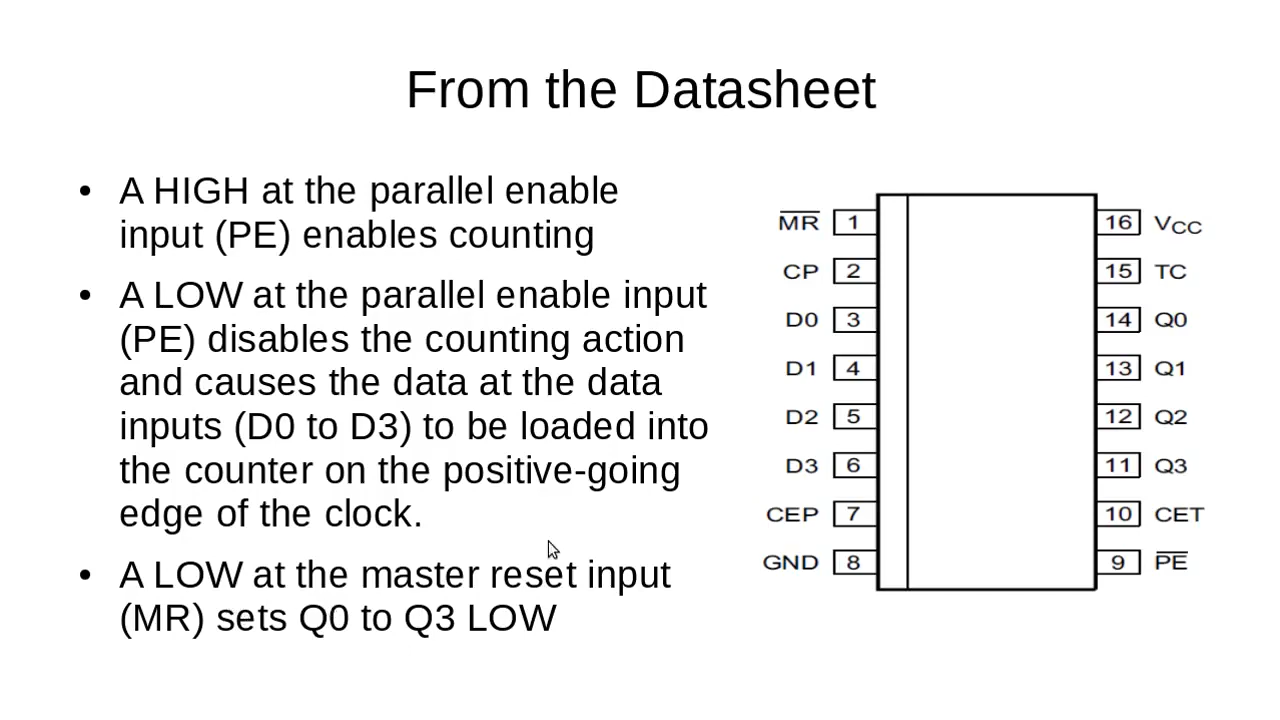 From the Datasheet
• A HIGH at the parallel enable
input (PE) enables counting
• A LOW at the parallel enable input
(PE) disables the counting action
and causes the data at the data
inputs (D0 to D3) to be loaded into
the counter on the positive-going
edge of the clock.
• A LOW at the master reset input
(MR) sets Q0 to Q3 LOW
M̅R̅ 1 16 VCC
CP 2 15 TC
D0 3 14 Q0
D1 4 13 Q1
D2 5 12 Q2
D3 6 11 Q3
CEP 7 10 CET
GND 8 9 P̅E̅